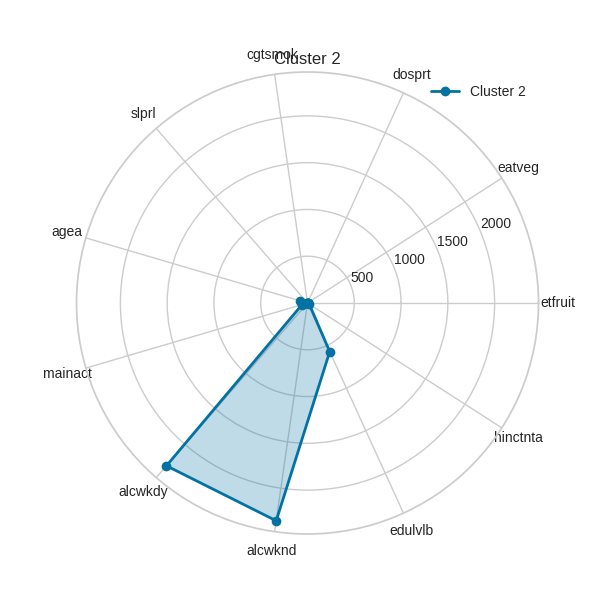 Cluster 2
cgtsmok
dosprt
Cluster 2
slprl
eatveg
2000
agea
1500
1000
500
etfruit
mainact
hinctnta
alcwkdy
edulvlb
alcwknd